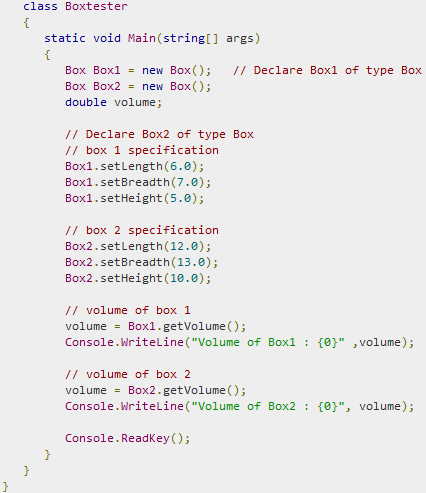 class Boxtester
{
static void Main(string[] args)
{
Box Box1 = new Box();   // Declare Box1 of type Box
Box Box2 = new Box();
double volume;
// Declare Box2 of type Box
// box 1 specification
Box1.setLength(6.0);
Box1.setBreadth(7.0);
Box1.setHeight(5.0);
// box 2 specification
Box2.setLength(12.0);
Box2.setBreadth(13.0);
Box2.setHeight(10.0);
// volume of box 1
volume = Box1.getVolume();
Console.WriteLine("Volume of Box1 : {0}" ,volume);
// volume of box 2
volume = Box2.getVolume();
Console.WriteLine("Volume of Box2 : {0}", volume);
Console.ReadKey();
}
}
}